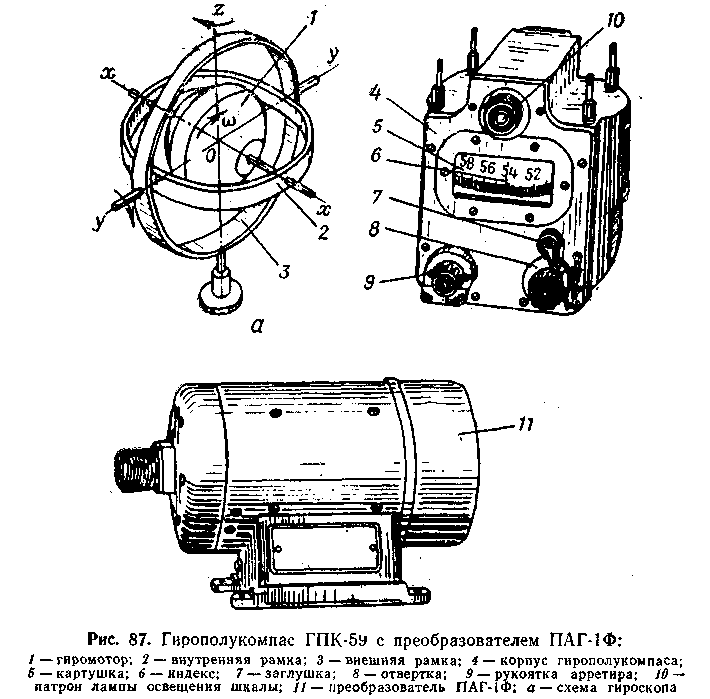 z
1
10
x
y
4
ω
5
58 56 54 52
6
0
7
y
x
2
8
3
9
а
11
Рис. 87. Гирополукомпас ГПК-59 с преобразователем ПАГ-1Ф:
1 — гиромотор; 2 — внутренняя рамка; 3 — внешняя рамка; 4 — корпус гирополукомпаса;
5 — картушка; 6 — индекс; 7 — заглушка; 8 — отвертка; 9 — рукоятка арретира; 10 —
патрон лампы освещения шкалы; 11 — преобразователь ПАГ-1Ф; а — схема гироскопа